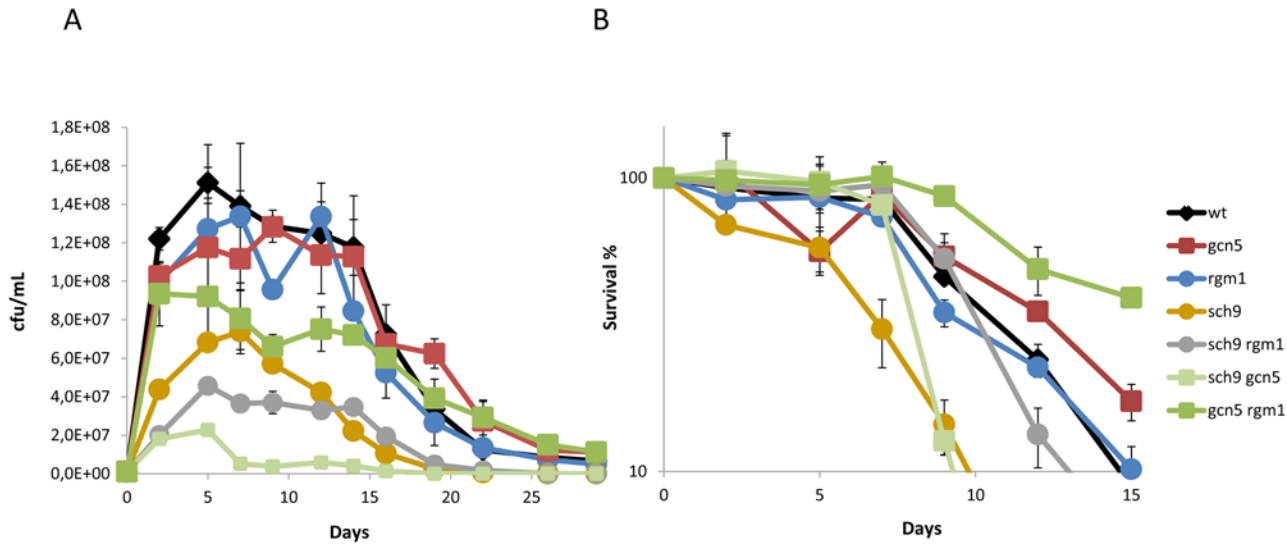 A
B
1,8E+08
1,6E+08
1,4E+08
1,2E+08
1,0E+08
8,0E+07
6,0E+07
4,0E+07
2,0E+07
0,0E+00
cfu/mL
0 5 10 15 20 25
Days
100
10
Survival %
0 5 10 15
Days
wt
gcn5
rgm1
sch9
sch9 rgm1
sch9 gcn5
gcn5 rgm1